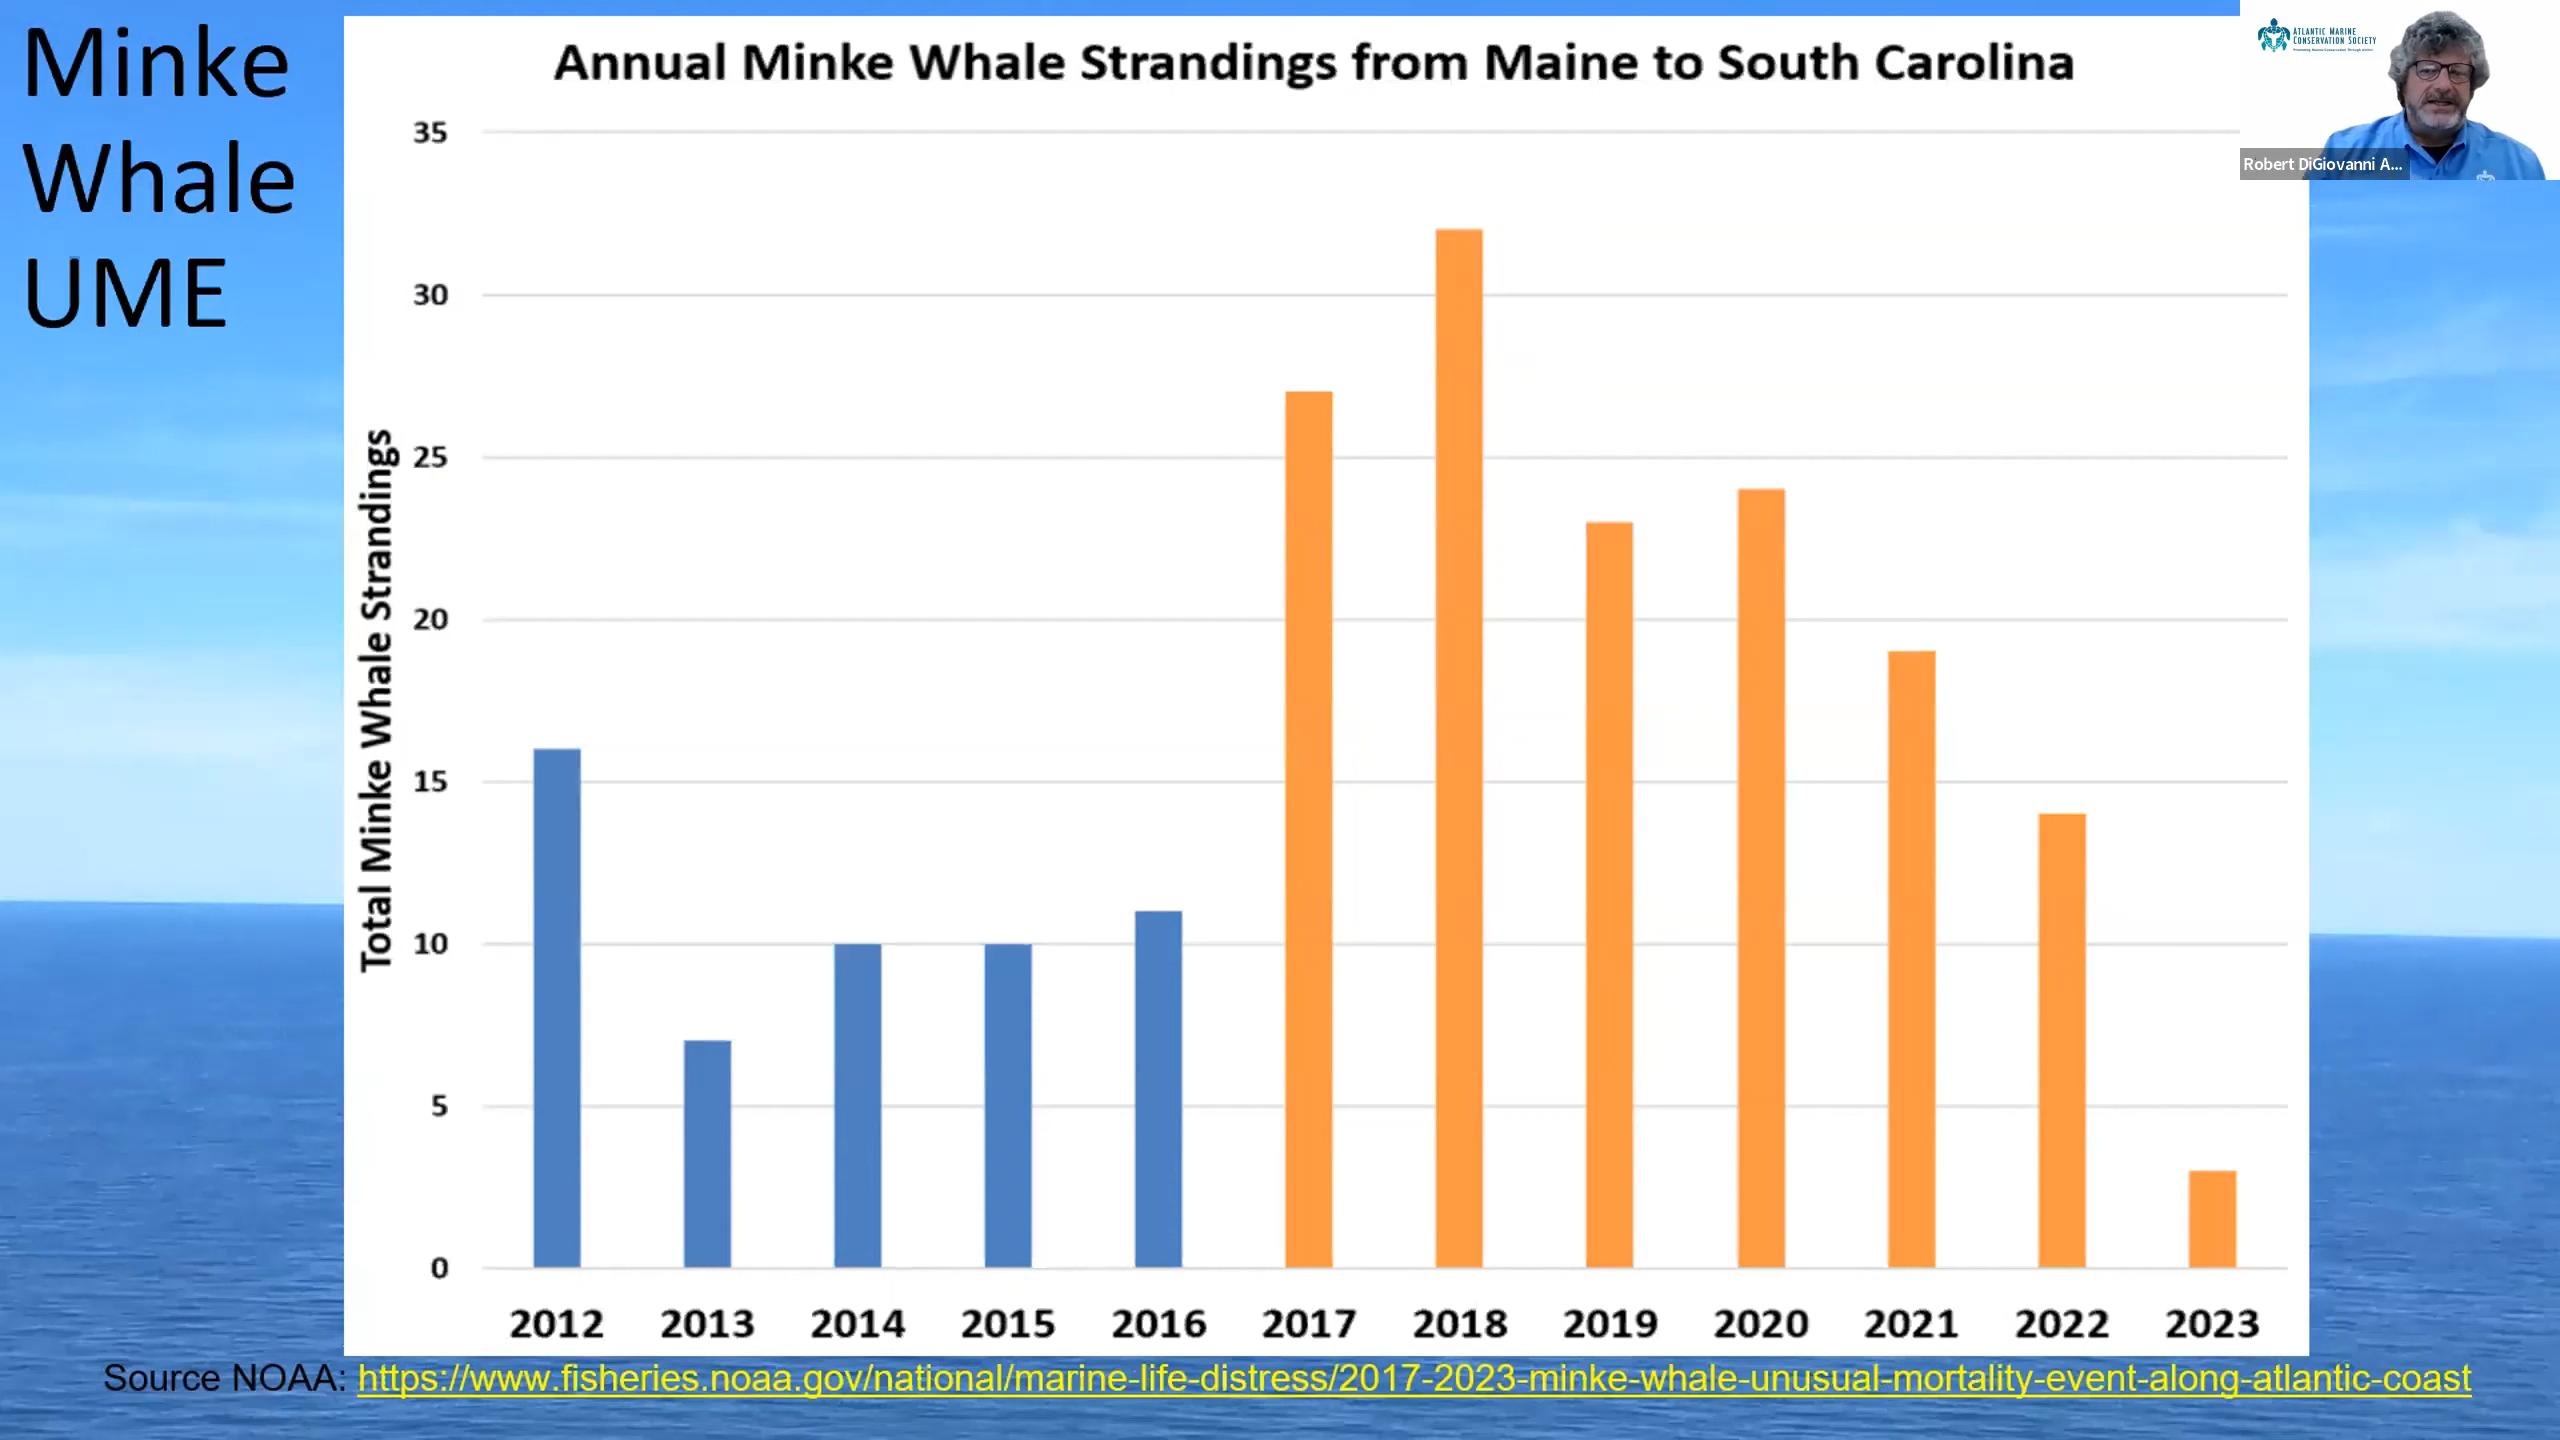 Minke
Whale
UME
Annual Minke Whale Strandings from Maine to South Carolina
ATLANTIC MARINE
CONSERVATION SOCIETY
Robert DiGiovanni A...
Total Minke Whale Strandings
35
30
25
20
15
10
5
0
2012 2013 2014 2015 2016 2017 2018 2019 2020 2021 2022 2023
Source NOAA: https://www.fisheries.noaa.gov/national/marine-life-distress/2017-2023-minke-whale-unusual-mortality-event-along-atlantic-coast